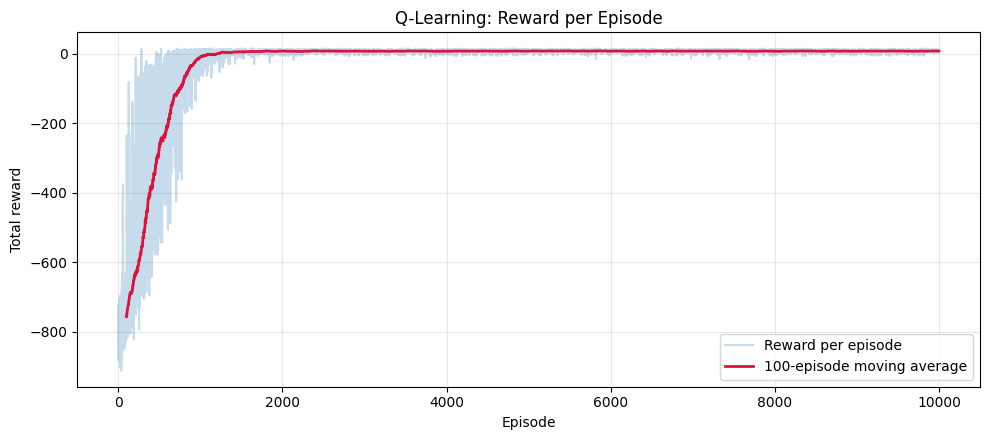 Q-Learning: Reward per Episode
Total reward
0
−200
−400
−600
−800
0
2000
4000
6000
8000
10000
Episode
Reward per episode
100-episode moving average